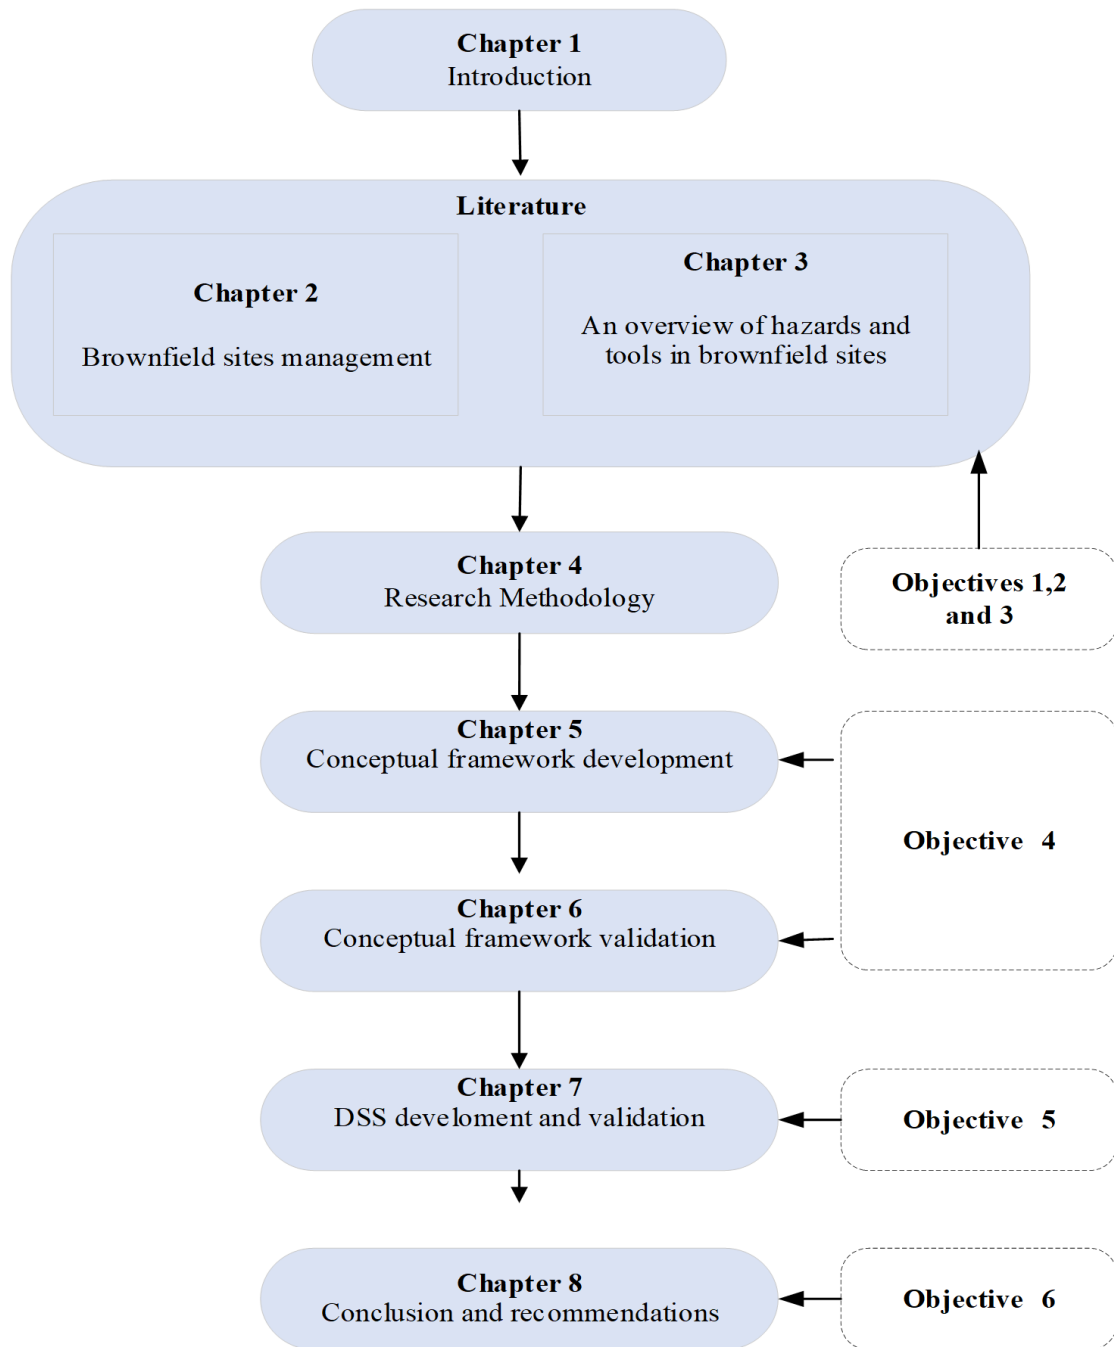 Chapter 1
Introduction
Literature
Chapter 2
Brownfield sites management
Chapter 3
An overview of hazards and
tools in brownfield sites
Chapter 4
Research Methodology
Objectives 1,2
and 3
Chapter 5
Conceptual framework development
Objective 4
Chapter 6
Conceptual framework validation
Chapter 7
DSS develoment and validation
Objective 5
Chapter 8
Conclusion and recommendations
Objective 6